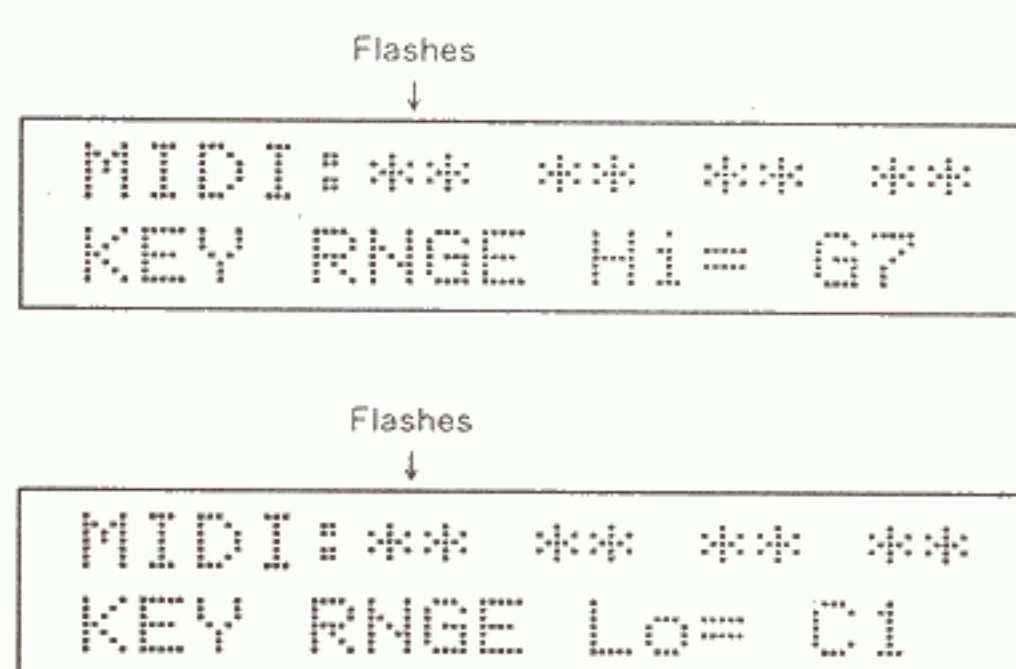 Flashes
MIDI:** ** ** **
KEY RNGE Hi= G7
Flashes
MIDI:** ** ** **
KEY RNGE Lo= C1